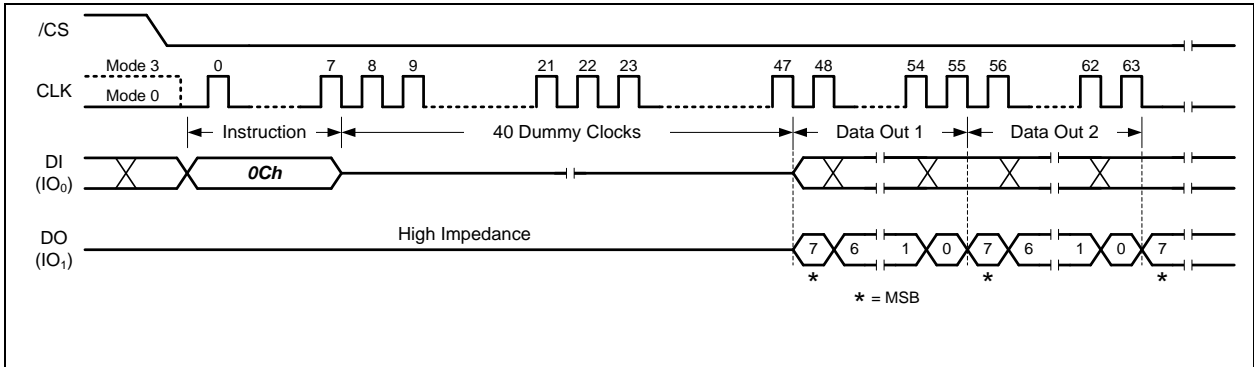 /CS
Mode 3 0 7 8 9 21 22 23 47 48 54 55 56 62 63
CLK
Mode 0
Instruction 40 Dummy Clocks Data Out 1 Data Out 2
DI
(IO₀)
0Ch
High Impedance
DO
(IO₁)
7 6 1 0 7 6 1 0 7
* * *
* = MSB